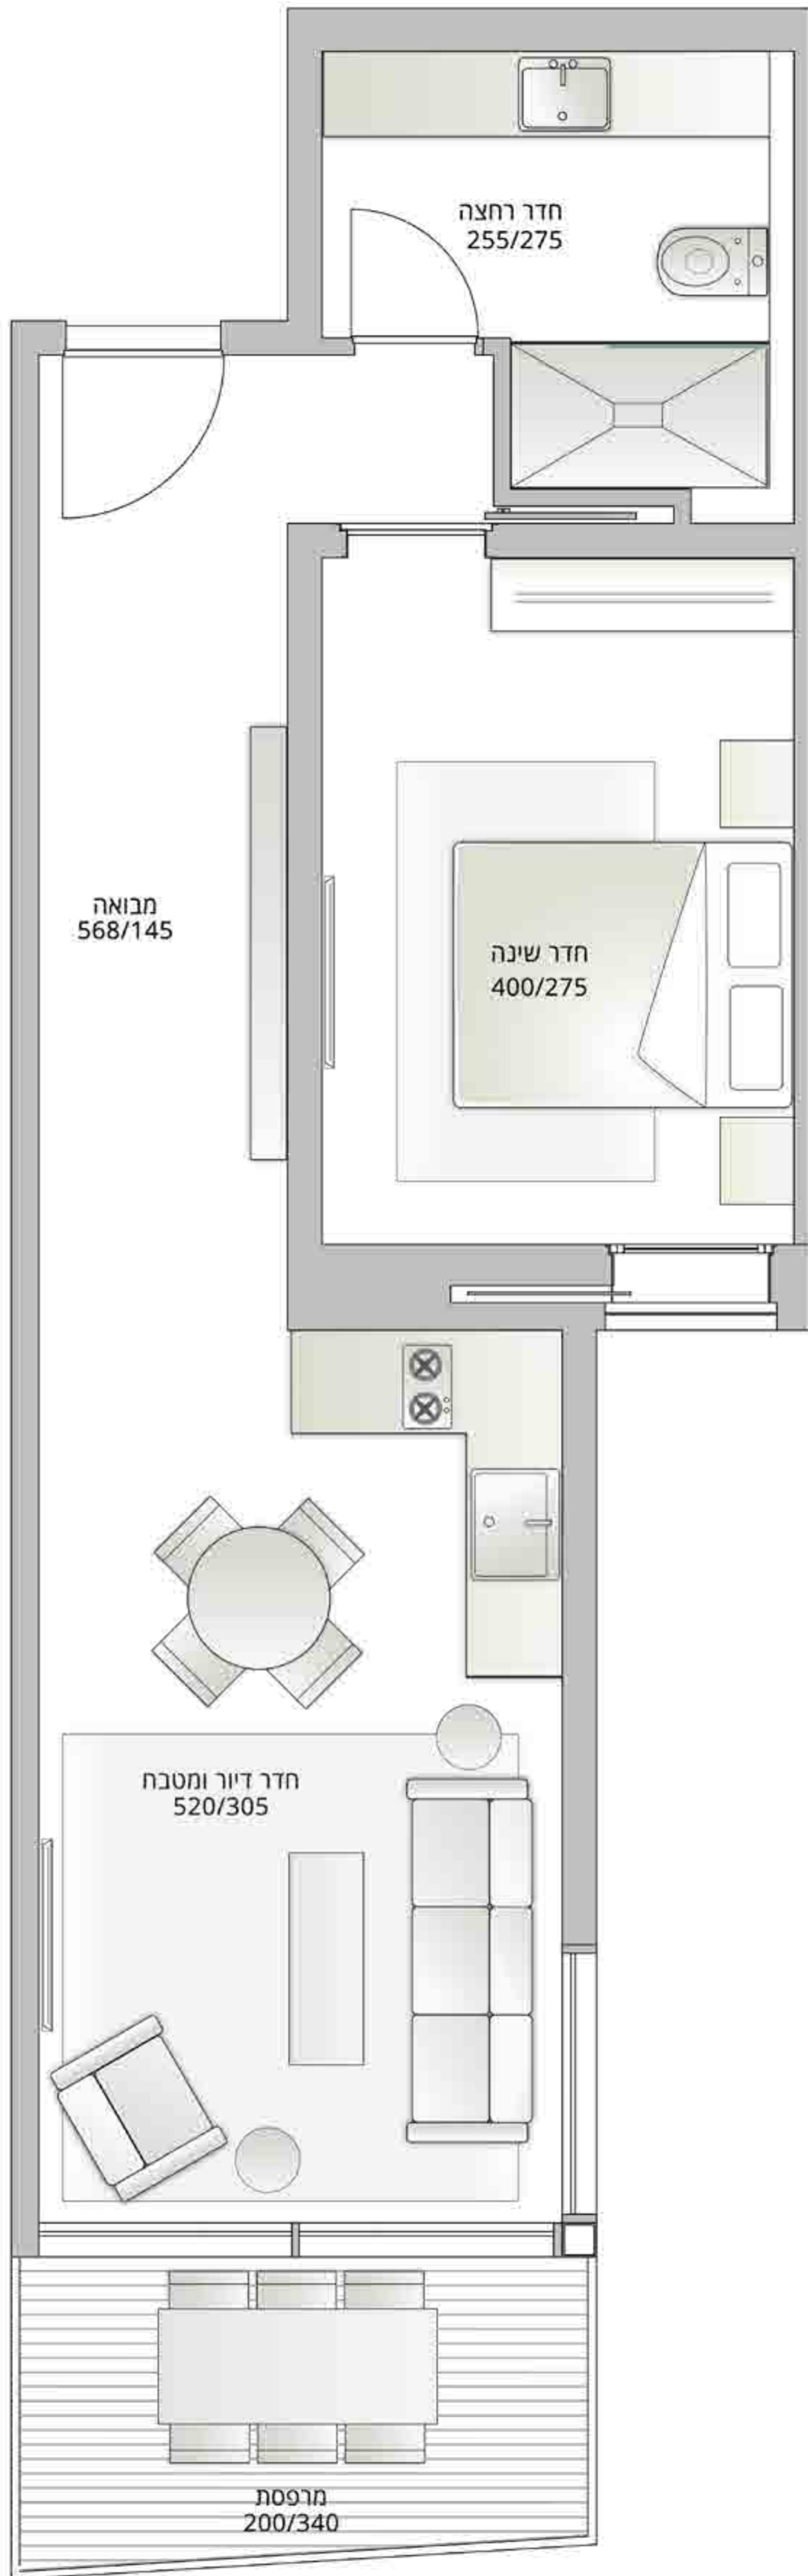 חדר רחצה
255/275
מבואה
568/145
חדר שינה
400/275
חדר דיור ומטבח
520/305
מרפסת
200/340